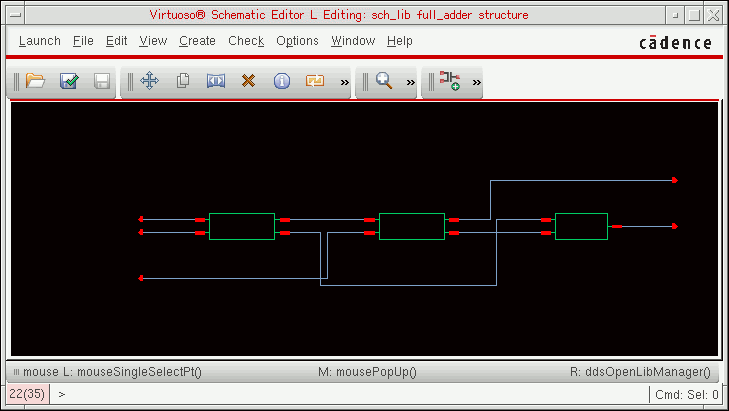 Virtuoso® Schematic Editor L Editing: sch_lib full_adder structure
Launch File Edit View Create Check Options Window Help
cādence
»
»
»
mouse L: mouseSingleSelectPt() M: mousePopUp() R: ddsOpenLibManager()
22(35) > Cmd: Sel: 0